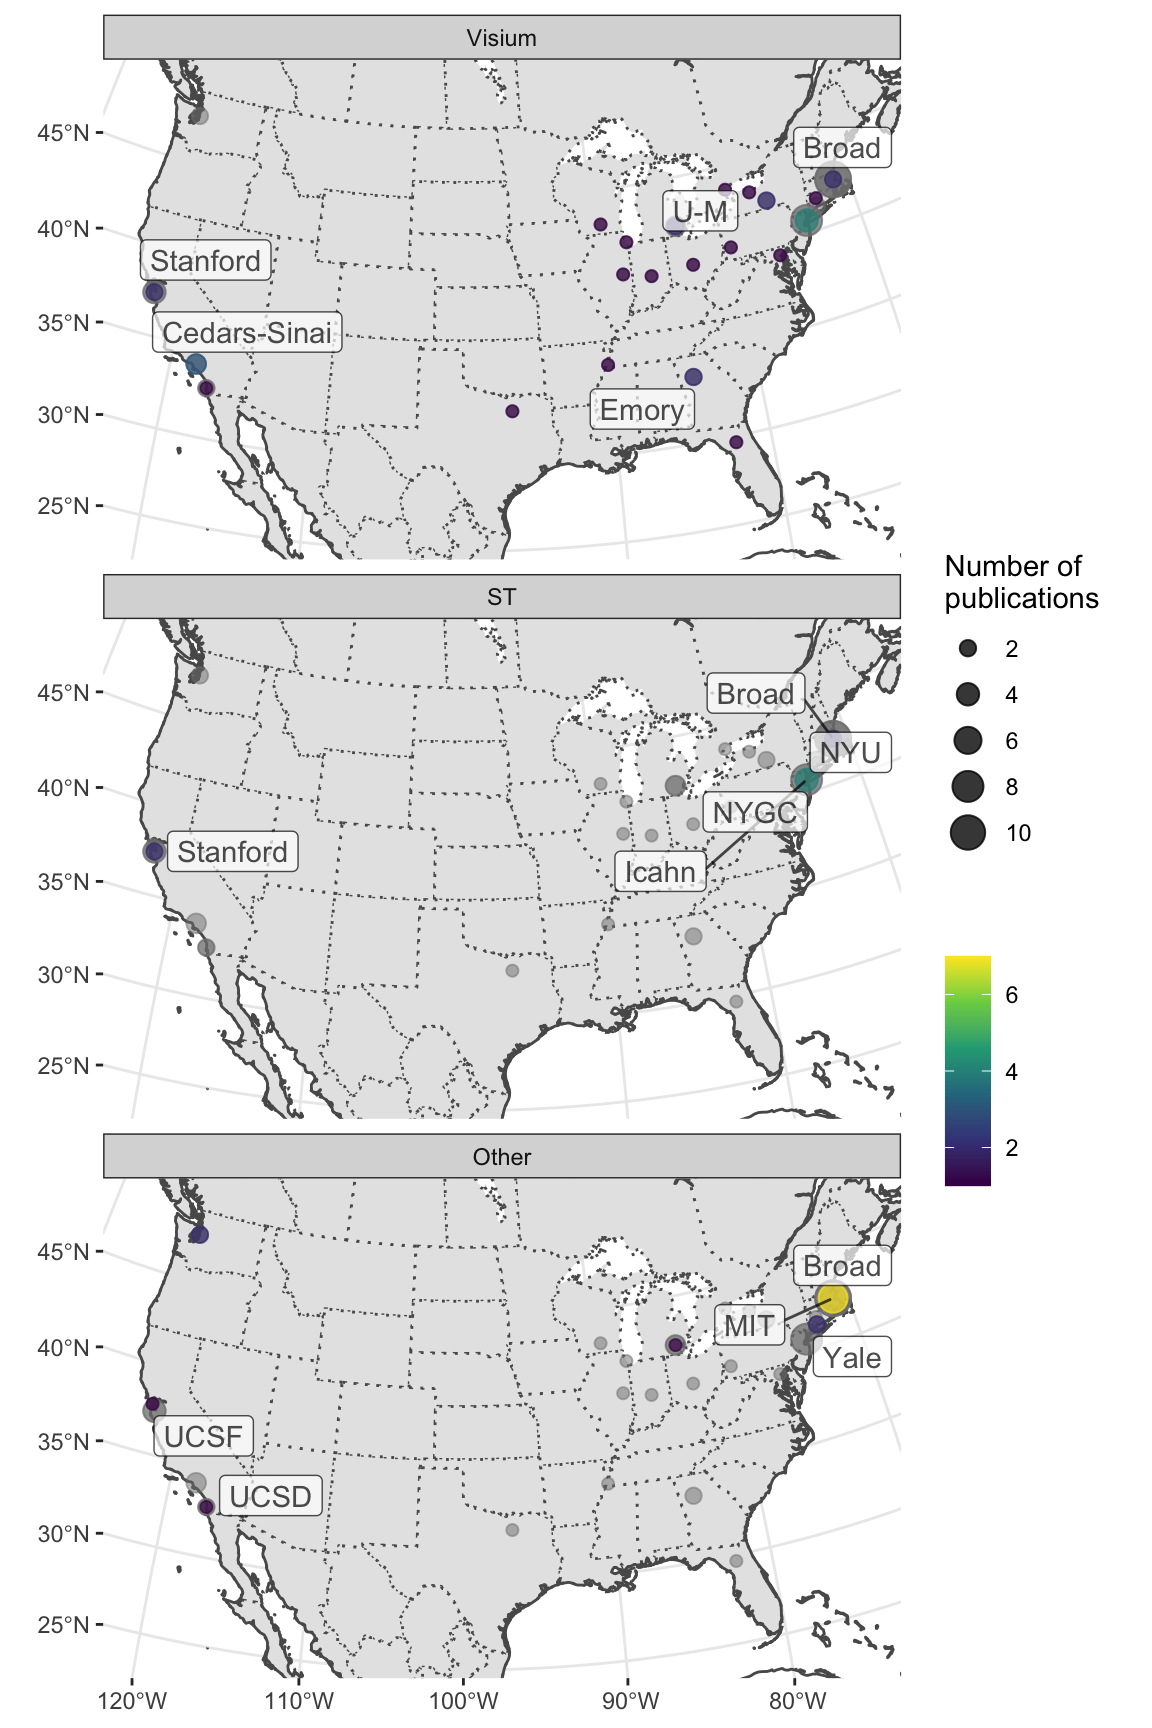 Visium
45°N
40°N
35°N
30°N
25°N
Broad
U-M
Stanford
Cedars-Sinai
Emory
ST
45°N
40°N
35°N
30°N
25°N
Broad
NYU
NYGC
Stanford
Icahn
Other
45°N
40°N
35°N
30°N
25°N
Broad
MIT
Yale
UCSF
UCSD
120°W
110°W
100°W
90°W
80°W
Number of
publications
2
4
6
8
10
6
4
2